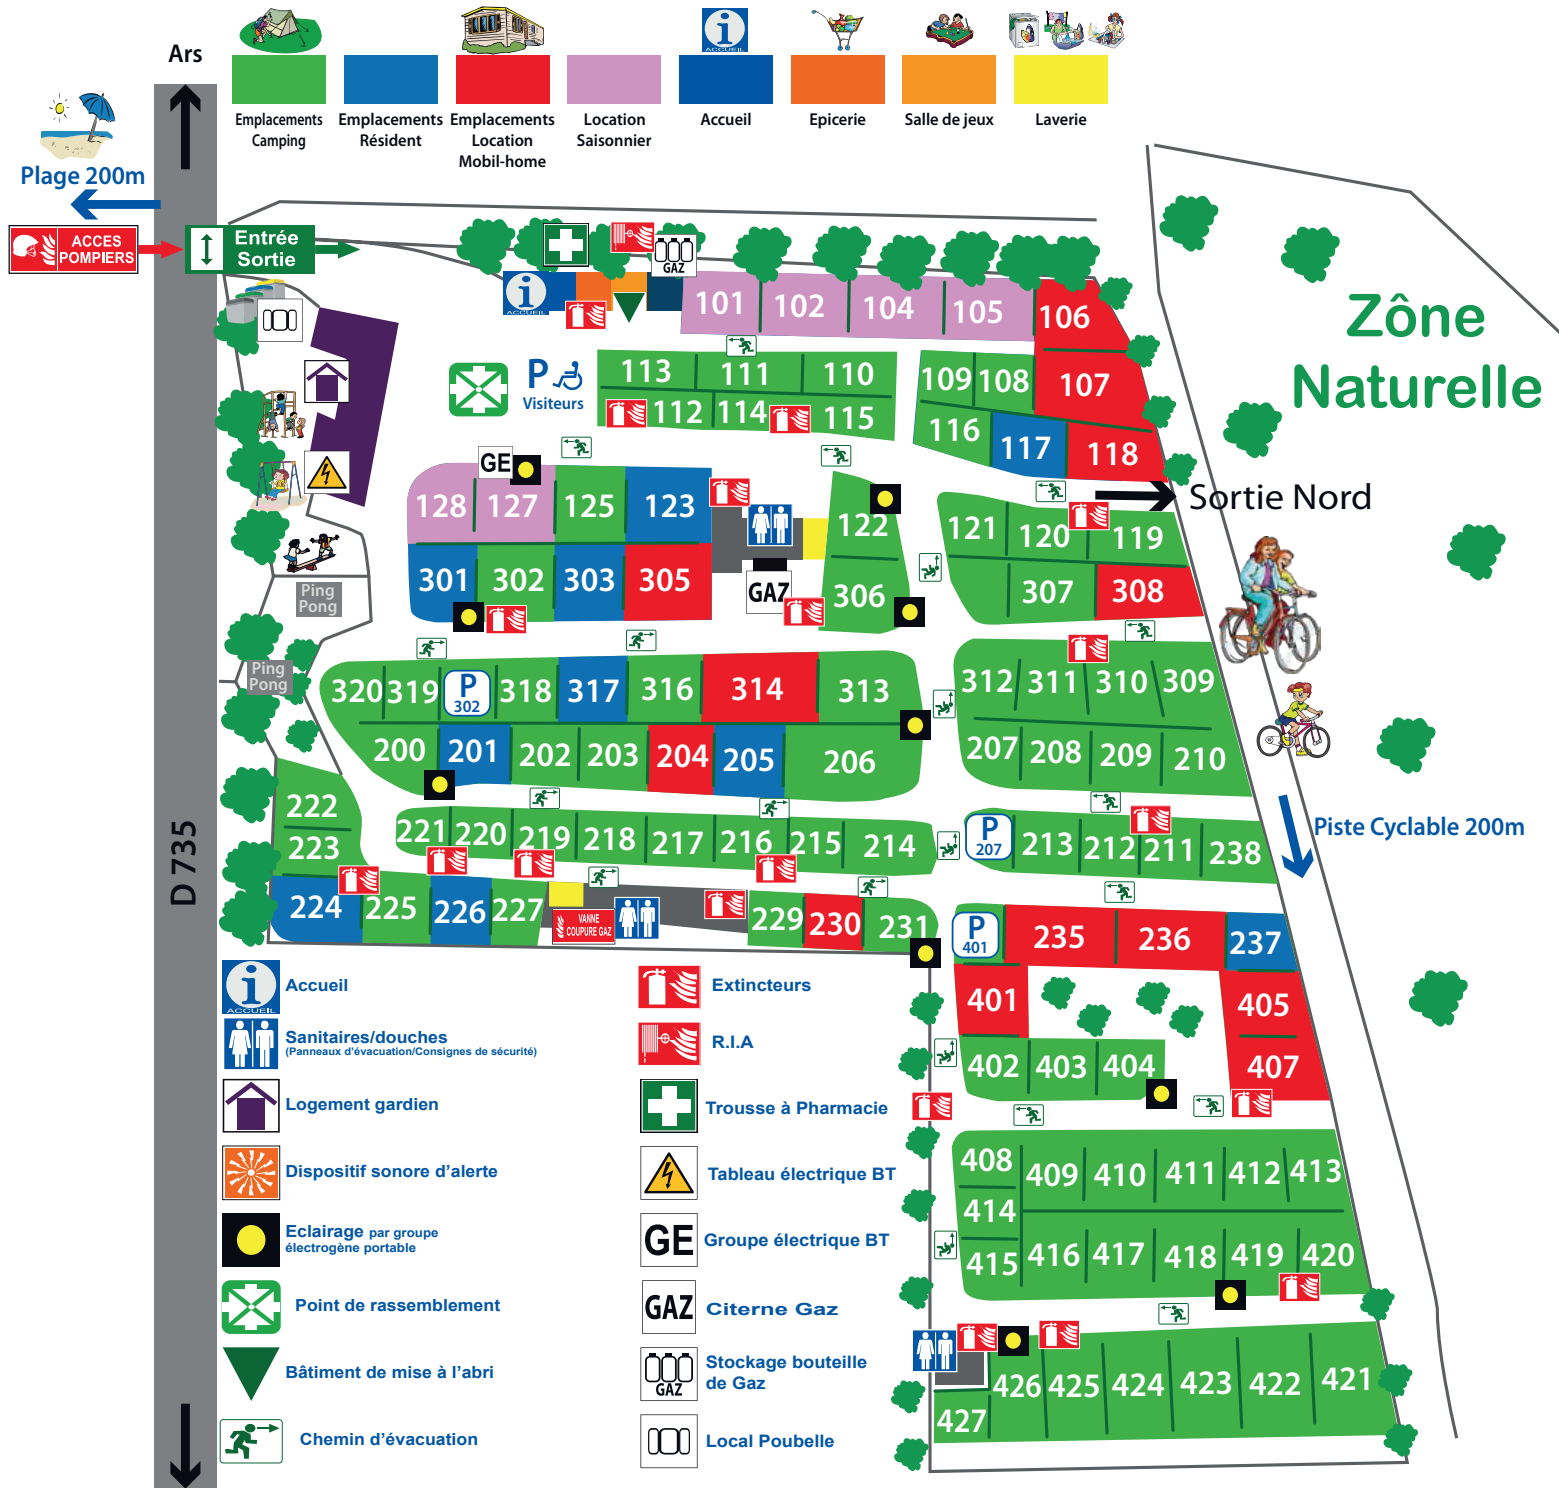 Ars
ACCUEIL
Emplacements
Camping
Emplacements
Résident
Emplacements
Location
Mobil-home
Location
Saisonnier
Accueil
Epicerie
Salle de jeux
Laverie
Plage 200m
ACCES
POMPIERS
Entrée
Sortie
GAZ
ACCUEIL
101 102 104 105 106
Zône
Naturelle
P
Visiteurs
113 111 110 109 108 107
112 114 115 116 117 118
GE
128 127 125 123 122 121 120 119
Sortie Nord
GAZ
301 302 303 305 306 307 308
Ping
Pong
Ping
Pong
320 319 P 302 318 317 316 314 313 312 311 310 309
200 201 202 203 204 205 206 207 208 209 210
222
223
221 220 219 218 217 216 215 214 P 207 213 212 211 238
Piste Cyclable 200m
D 735
224 225 226 227 VANNE
COUPURE GAZ
229 230 231 P 401 235 236 237
401 405
402 403 404 407
408 409 410 411 412 413
414
415 416 417 418 419 420
426 425 424 423 422 421
427
ACCUEIL
Accueil
Sanitaires/douches
(Panneaux d'évacuation/Consignes de sécurité)
Logement gardien
Dispositif sonore d'alerte
Eclairage par groupe
électrogène portable
Point de rassemblement
Bâtiment de mise à l'abri
Chemin d'évacuation
Extincteurs
R.I.A
Trousse à Pharmacie
Tableau électrique BT
GE
Groupe électrique BT
GAZ
Citerne Gaz
GAZ
Stockage bouteille
de Gaz
Local Poubelle